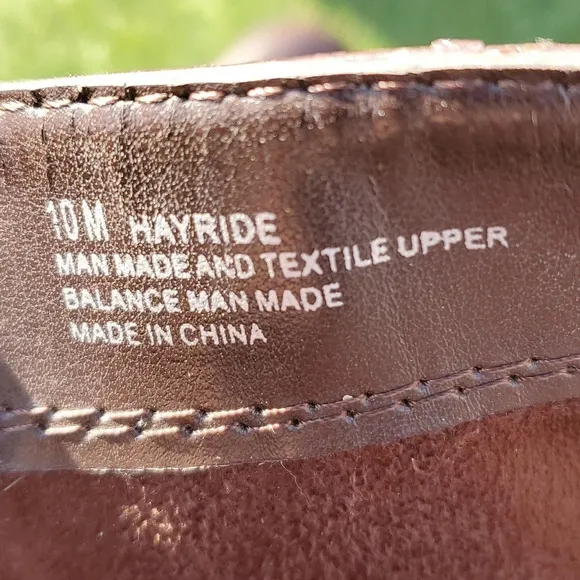 10M HAYRIDE
MAN MADE AND TEXTILE UPPER
BALANCE MAN MADE
MADE IN CHINA